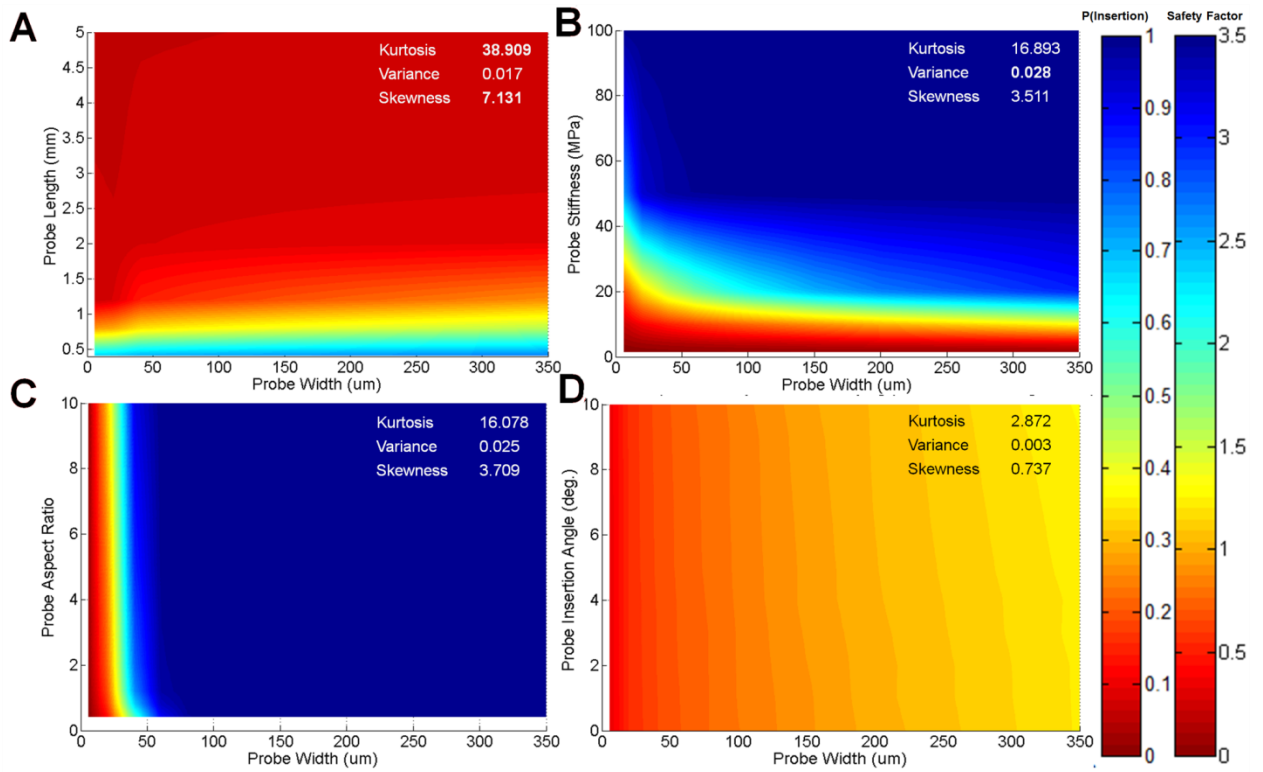 A
Kurtosis 38.909
Variance 0.017
Skewness 7.131
Probe Length (mm)
5
4.5
4
3.5
3
2.5
2
1.5
1
0.5
0 50 100 150 200 250 300 350
Probe Width (um)
B
Kurtosis 16.893
Variance 0.028
Skewness 3.511
Probe Stiffness (MPa)
100
80
60
40
20
0
0 50 100 150 200 250 300 350
Probe Width (um)
C
Kurtosis 16.078
Variance 0.025
Skewness 3.709
Probe Aspect Ratio
10
8
6
4
2
0
0 50 100 150 200 250 300 350
Probe Width (um)
D
Kurtosis 2.872
Variance 0.003
Skewness 0.737
Probe Insertion Angle (deg.)
10
8
6
4
2
0
0 50 100 150 200 250 300 350
Probe Width (um)
P(Insertion)
1
0.9
0.8
0.7
0.6
0.5
0.4
0.3
0.2
0.1
0
Safety Factor
3.5
3
2.5
2
1.5
1
0.5
0